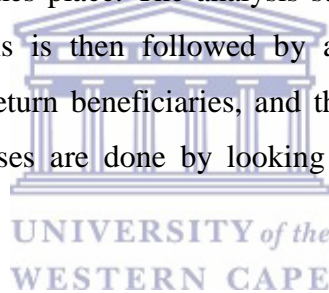 place. The analysis
is is then followed by a
eturn beneficiaries, and th
ses are done by looking
UNIVERSITY of the
WESTERN CAPE